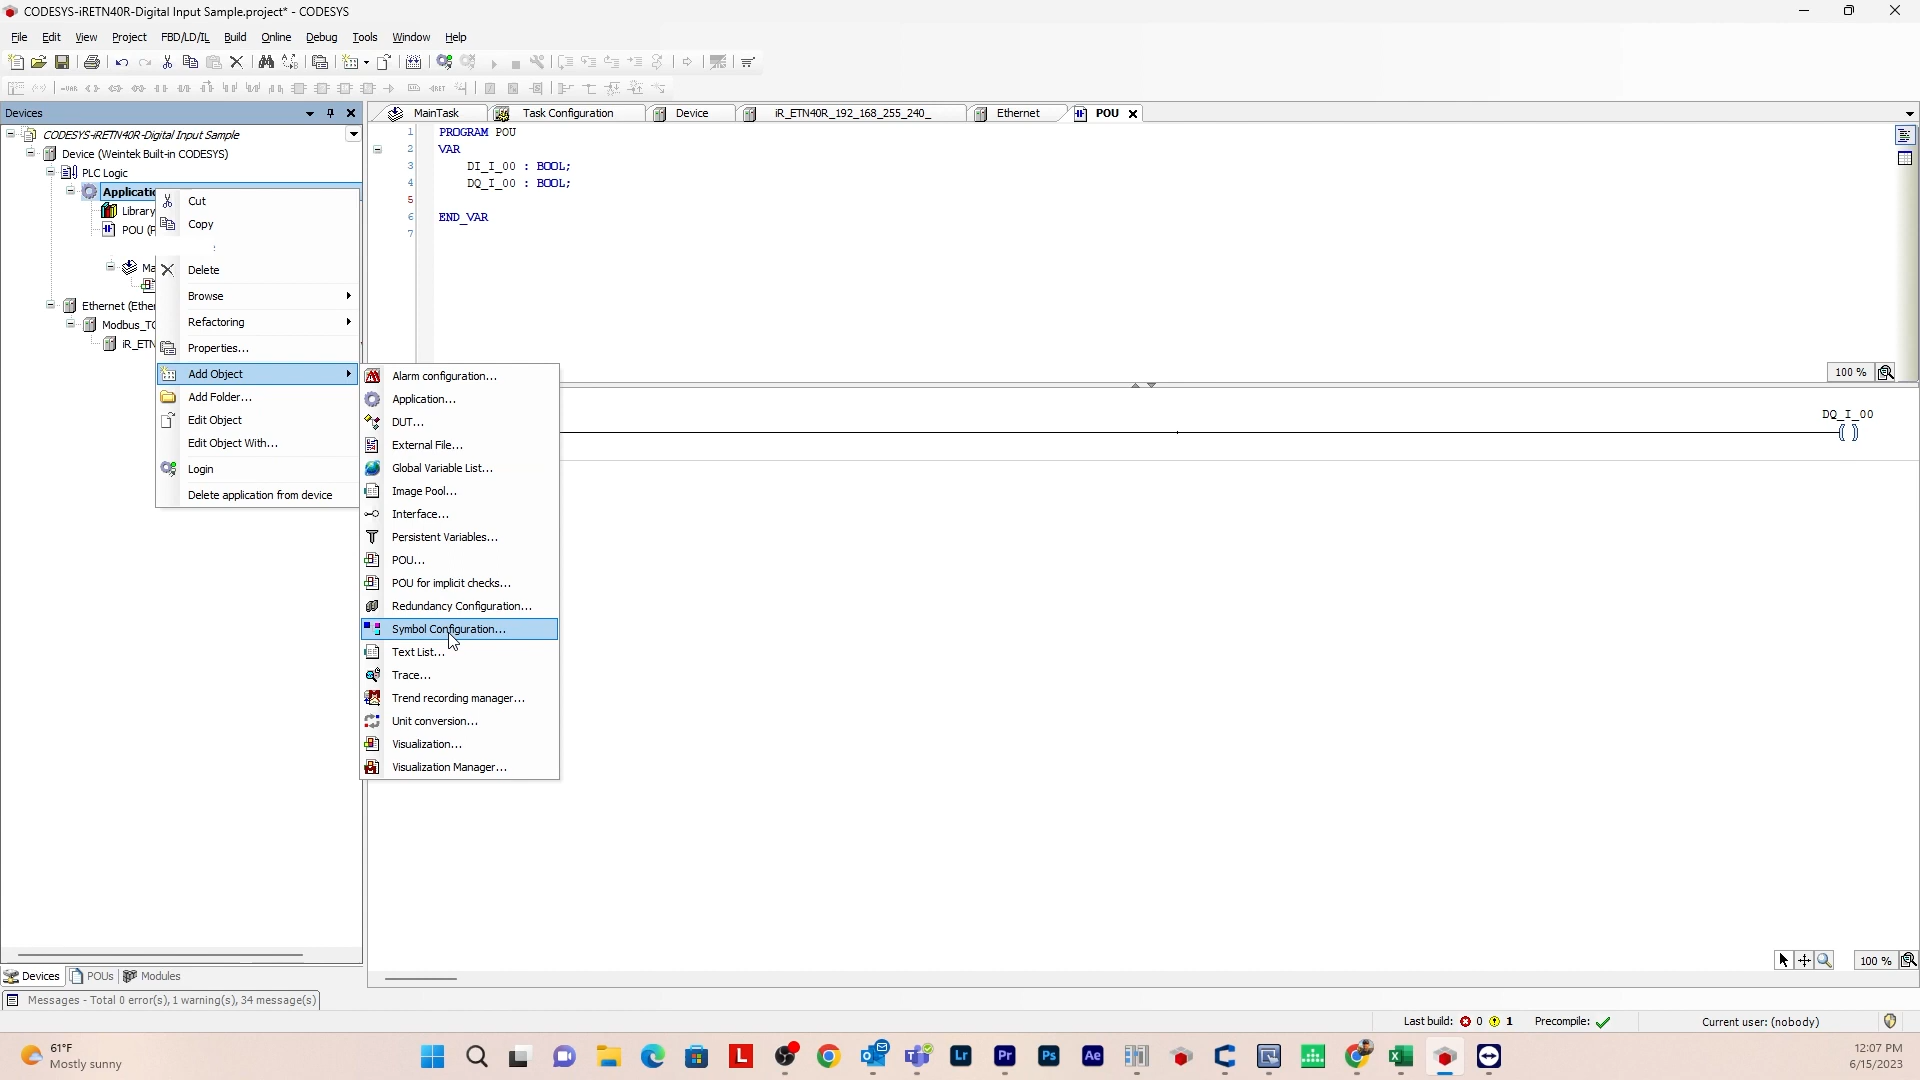 CODESYS-iRETN40R-Digital Input Sample.project* - CODESYS
File Edit View Project FBD/LD/IL Build Online Debug Tools Window Help
Devices
MainTask Task Configuration Device iR_ETN40R_192_168_255_240_ Ethernet POU
CODESYS-iRETN40R-Digital Input Sample
Device (Weintek Built-in CODESYS)
PLC Logic
Applicatio
Library
POU (P
Ma
Ethernet (Ether
Modbus_TC
iR_ETN
Cut
Copy
Delete
Browse
Refactoring
Properties...
Add Object
Add Folder...
Edit Object
Edit Object With...
Login
Delete application from device
Alarm configuration...
Application...
DUT...
External File...
Global Variable List...
Image Pool...
Interface...
Persistent Variables...
POU...
POU for implicit checks...
Redundancy Configuration...
Symbol Configuration...
Text List...
Trace...
Trend recording manager...
Unit conversion...
Visualization...
Visualization Manager...
1 PROGRAM POU
2 VAR
3 DI_I_00 : BOOL;
4 DQ_I_00 : BOOL;
5
6 END_VAR
7
100 %
DQ_I_00
100 %
Devices POUs Modules
Messages - Total 0 error(s), 1 warning(s), 34 message(s)
Last build: 0 1 Precompile: Current user: (nobody)
61°F
Mostly sunny
L Lr Pr Ps Ae
12:07 PM
6/15/2023